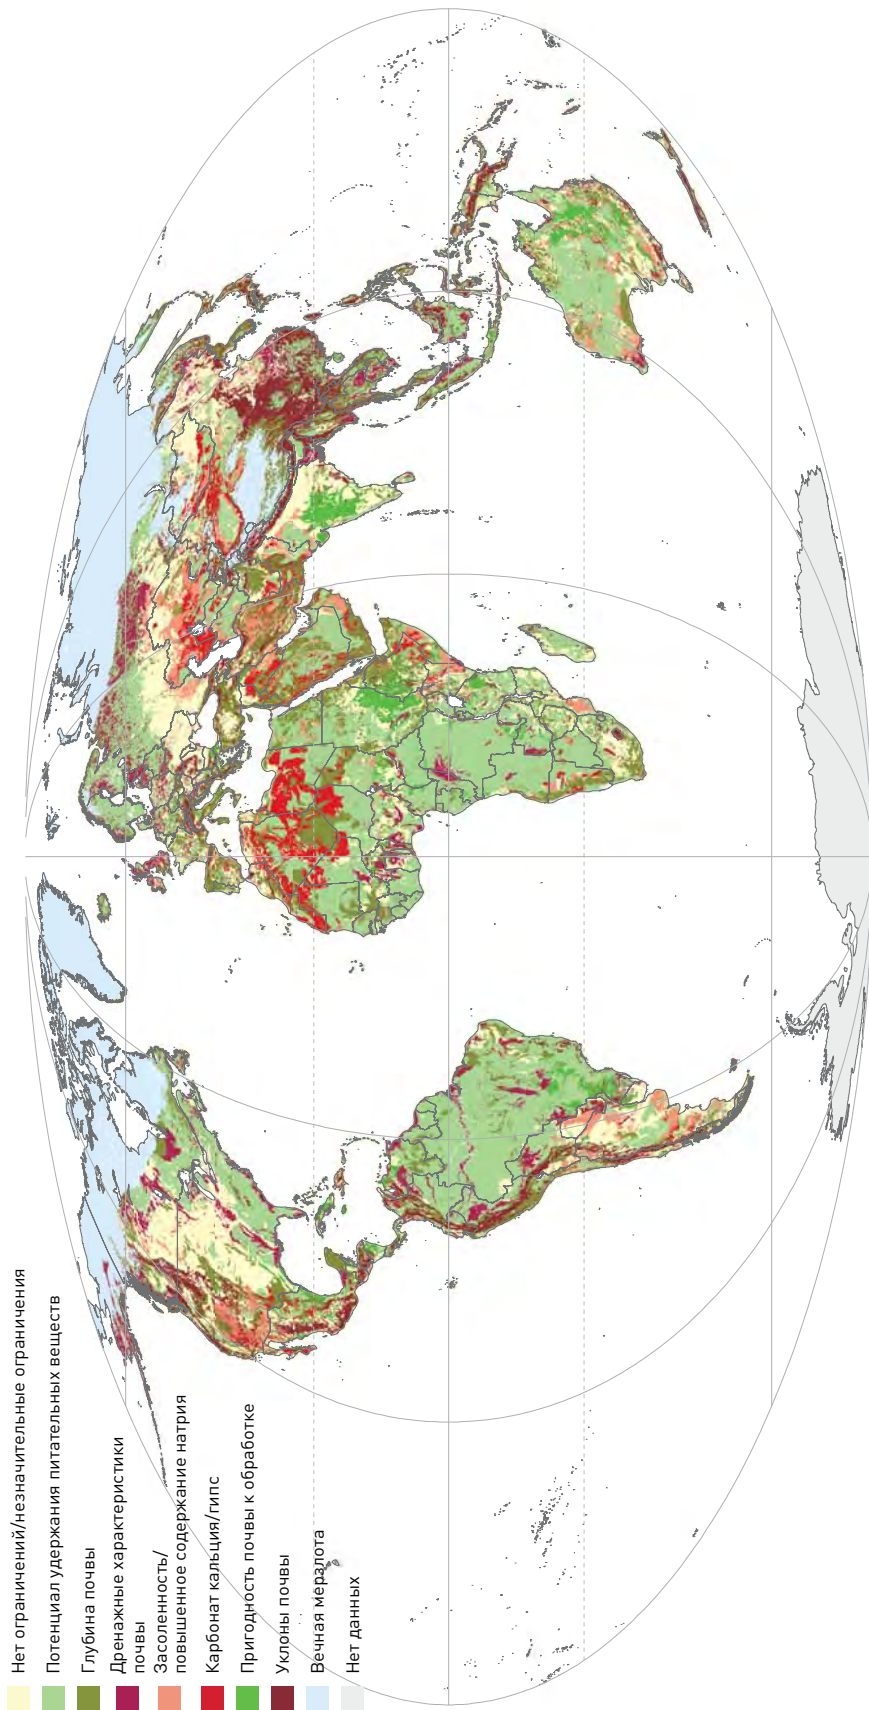 Нет ограничений/незначительные ограничения
Потенциал удержания питательных веществ
Глубина почвы
Дренажные характеристики
почвы
Засоленность/
повышенное содержание натрия
Карбонат кальция/гипс
Пригодность почвы к обработке
Уклоны почвы
Вечная мерзлота
Нет данных